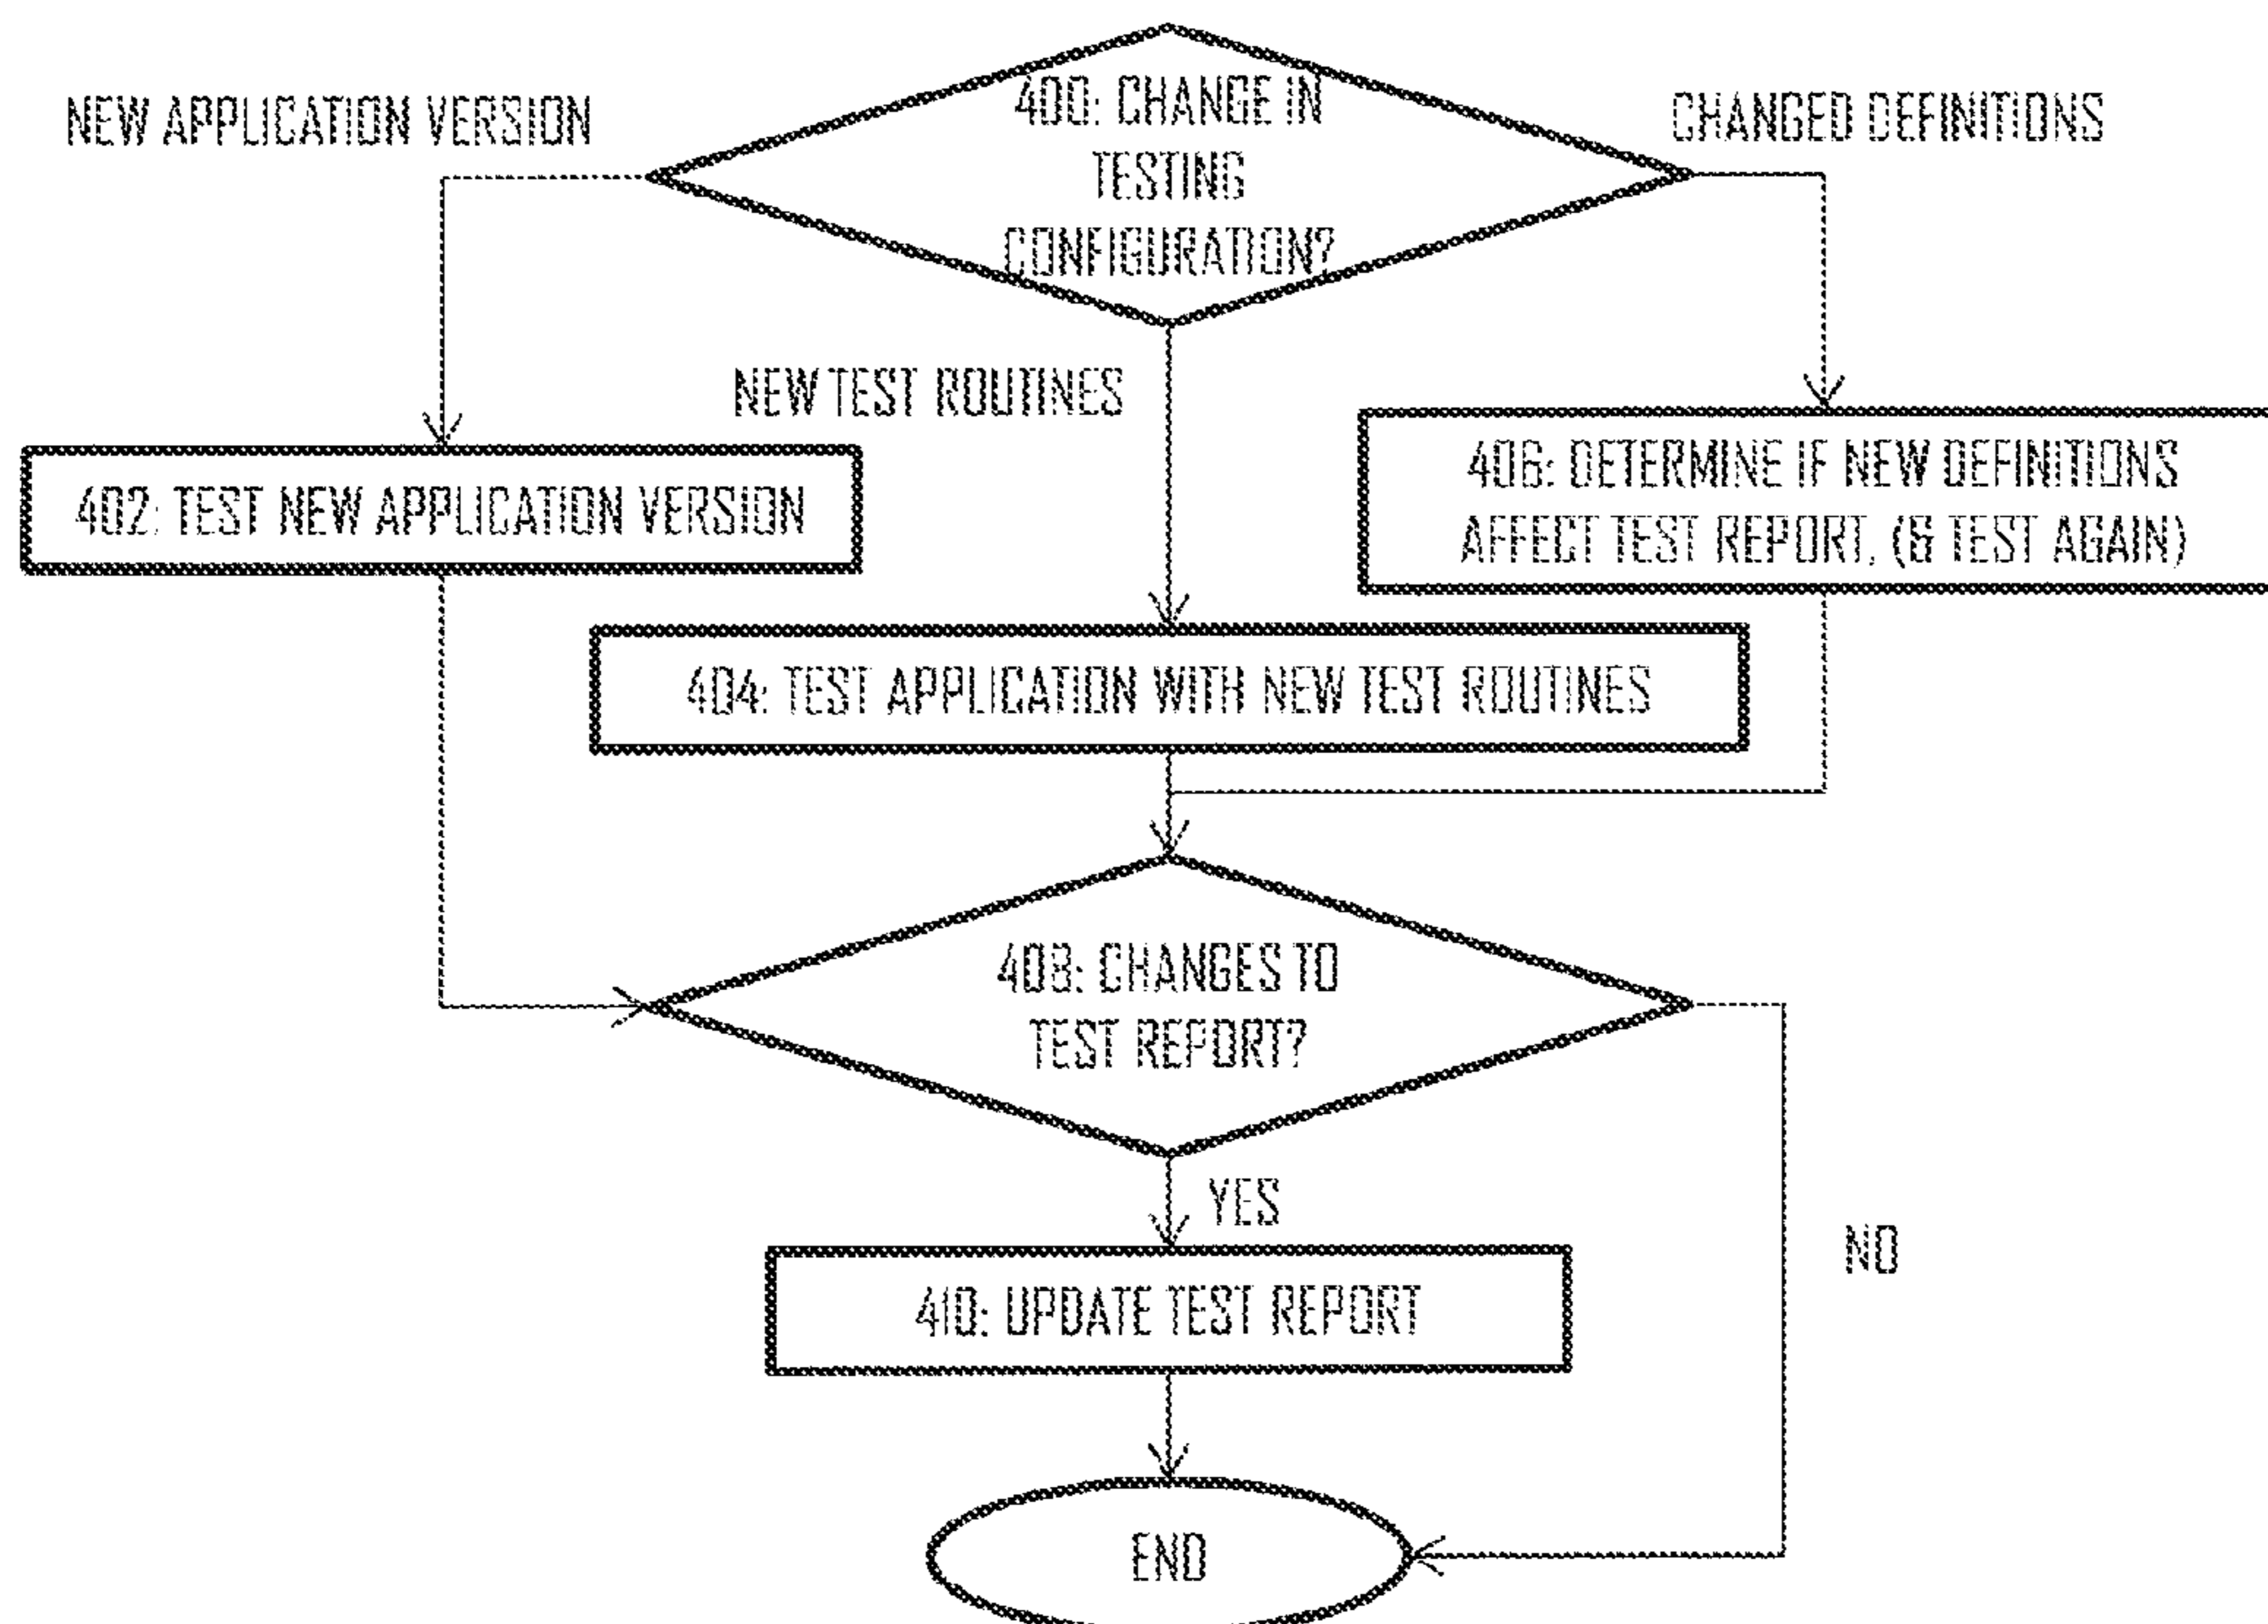 400: CHANGE IN
TESTING
CONFIGURATION?
NEW APPLICATION VERSION
CHANGED DEFINITIONS
NEW TEST ROUTINES
402: TEST NEW APPLICATION VERSION
406: DETERMINE IF NEW DEFINITIONS
AFFECT TEST REPORT, (& TEST AGAIN)
404: TEST APPLICATION WITH NEW TEST ROUTINES
408: CHANGES TO
TEST REPORT?
YES
NO
410: UPDATE TEST REPORT
END